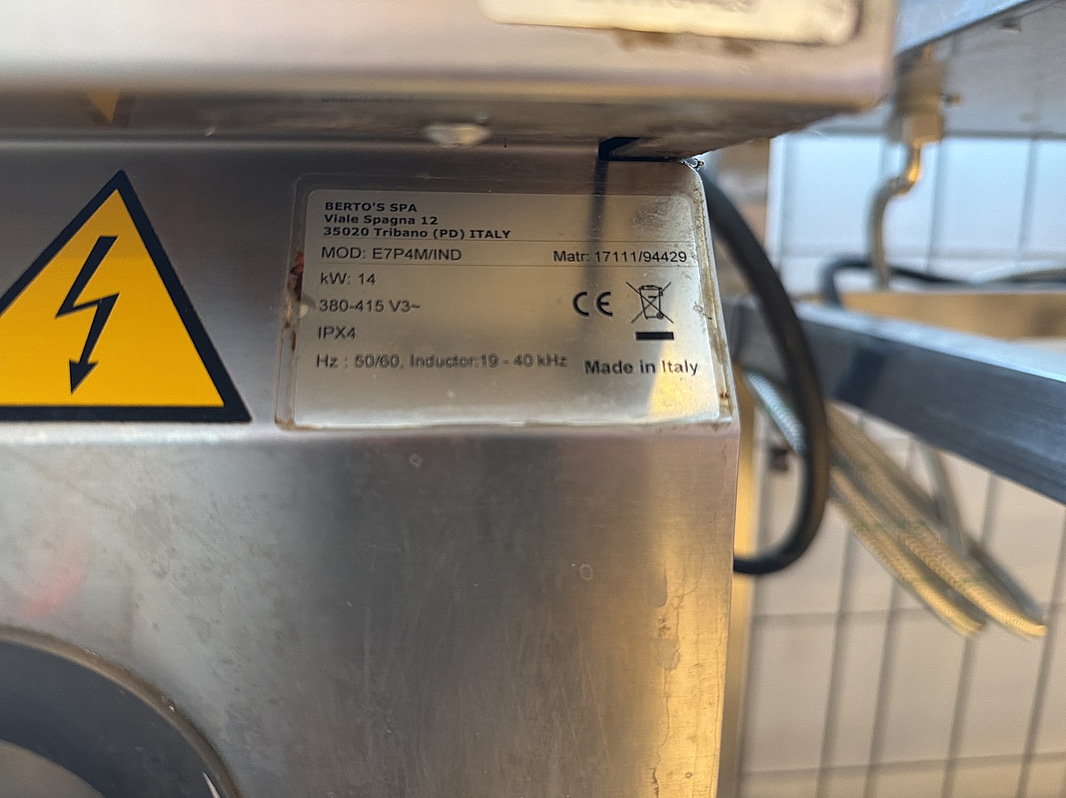 BERTO'S SPA
Viale Spagna 12
35020 Tribano (PD) ITALY
MOD: E7P4M/IND Matr: 17111/94429
kW: 14
380-415 V3~
IPX4
CE
Hz : 50/60, Inductor:19 - 40 kHz
Made in Italy